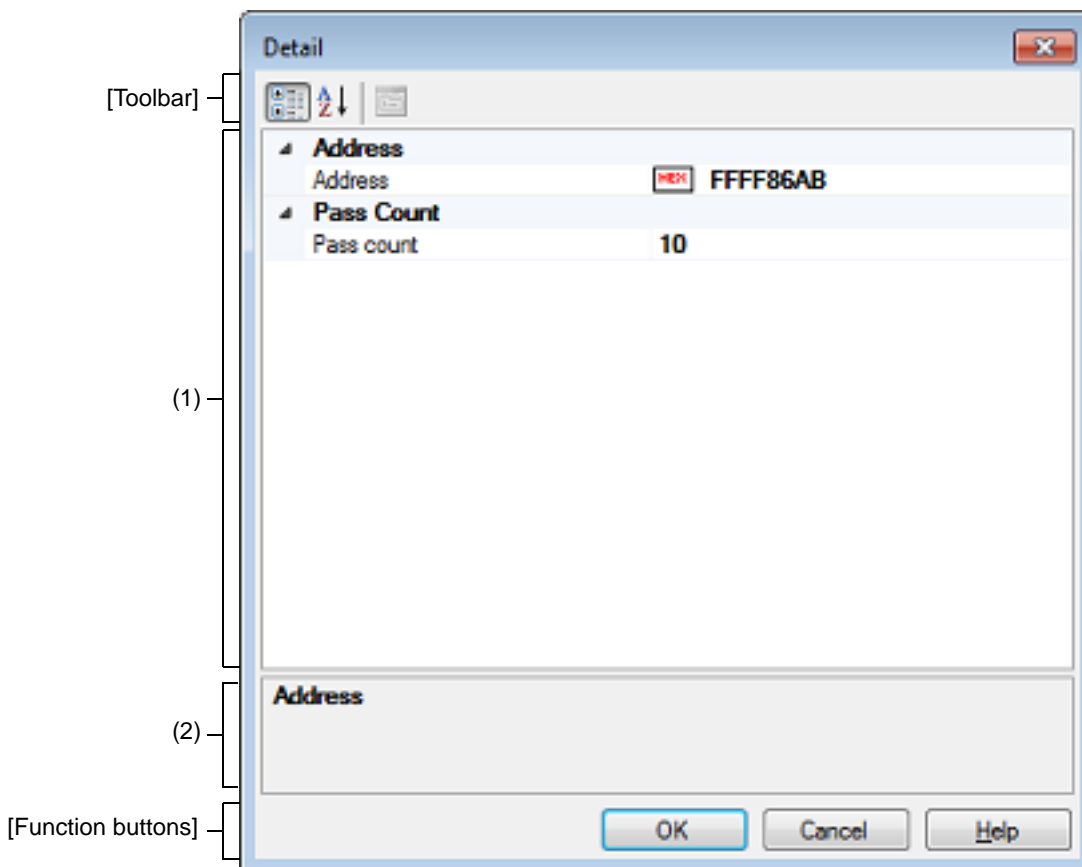 Detail
[Toolbar]
A
Z
Address
Address HEX FFFF86AB
Pass Count
Pass count 10
(1)
Address
(2)
[Function buttons]
OK Cancel Help